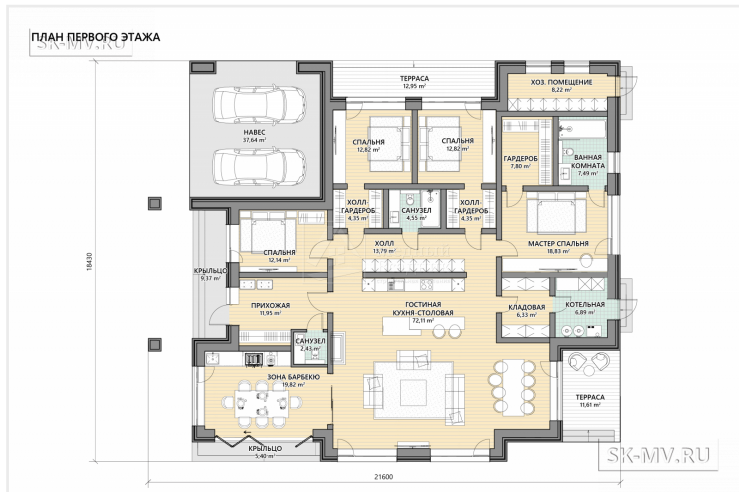 ПЛАН ПЕРВОГО ЭТАЖА
SK-MV.RU
ТЕРРАСА
12,95 m²
ХОЗ. ПОМЕЩЕНИЕ
8,22 m²
НАВЕС
37,64 m²
СПАЛЬНЯ
12,82 m²
СПАЛЬНЯ
12,82 m²
ГАРДЕРОБ
7,80 m²
ВАННАЯ
КОМНАТА
7,49 m²
ХОЛЛ-
ГАРДЕРОБ
4,35 m²
САНУЗЕЛ
4,55 m²
ХОЛЛ-
ГАРДЕРОБ
4,35 m²
СПАЛЬНЯ
12,14 m²
ХОЛЛ
13,79 m²
МАСТЕР СПАЛЬНЯ
18,83 m²
КРЫЛЬЦО
9,37 m²
18430
ПРИХОЖАЯ
11,95 m²
ГОСТИНАЯ
КУХНЯ-СТОЛОВАЯ
72,11 m²
КЛАДОВАЯ
6,33 m²
КОТЕЛЬНАЯ
6,89 m²
САНУЗЕЛ
2,43 m²
ЗОНА БАРБЕКЮ
19,82 m²
ТЕРРАСА
11,61 m²
КРЫЛЬЦО
5,40 m²
SK-MV.RU
21600